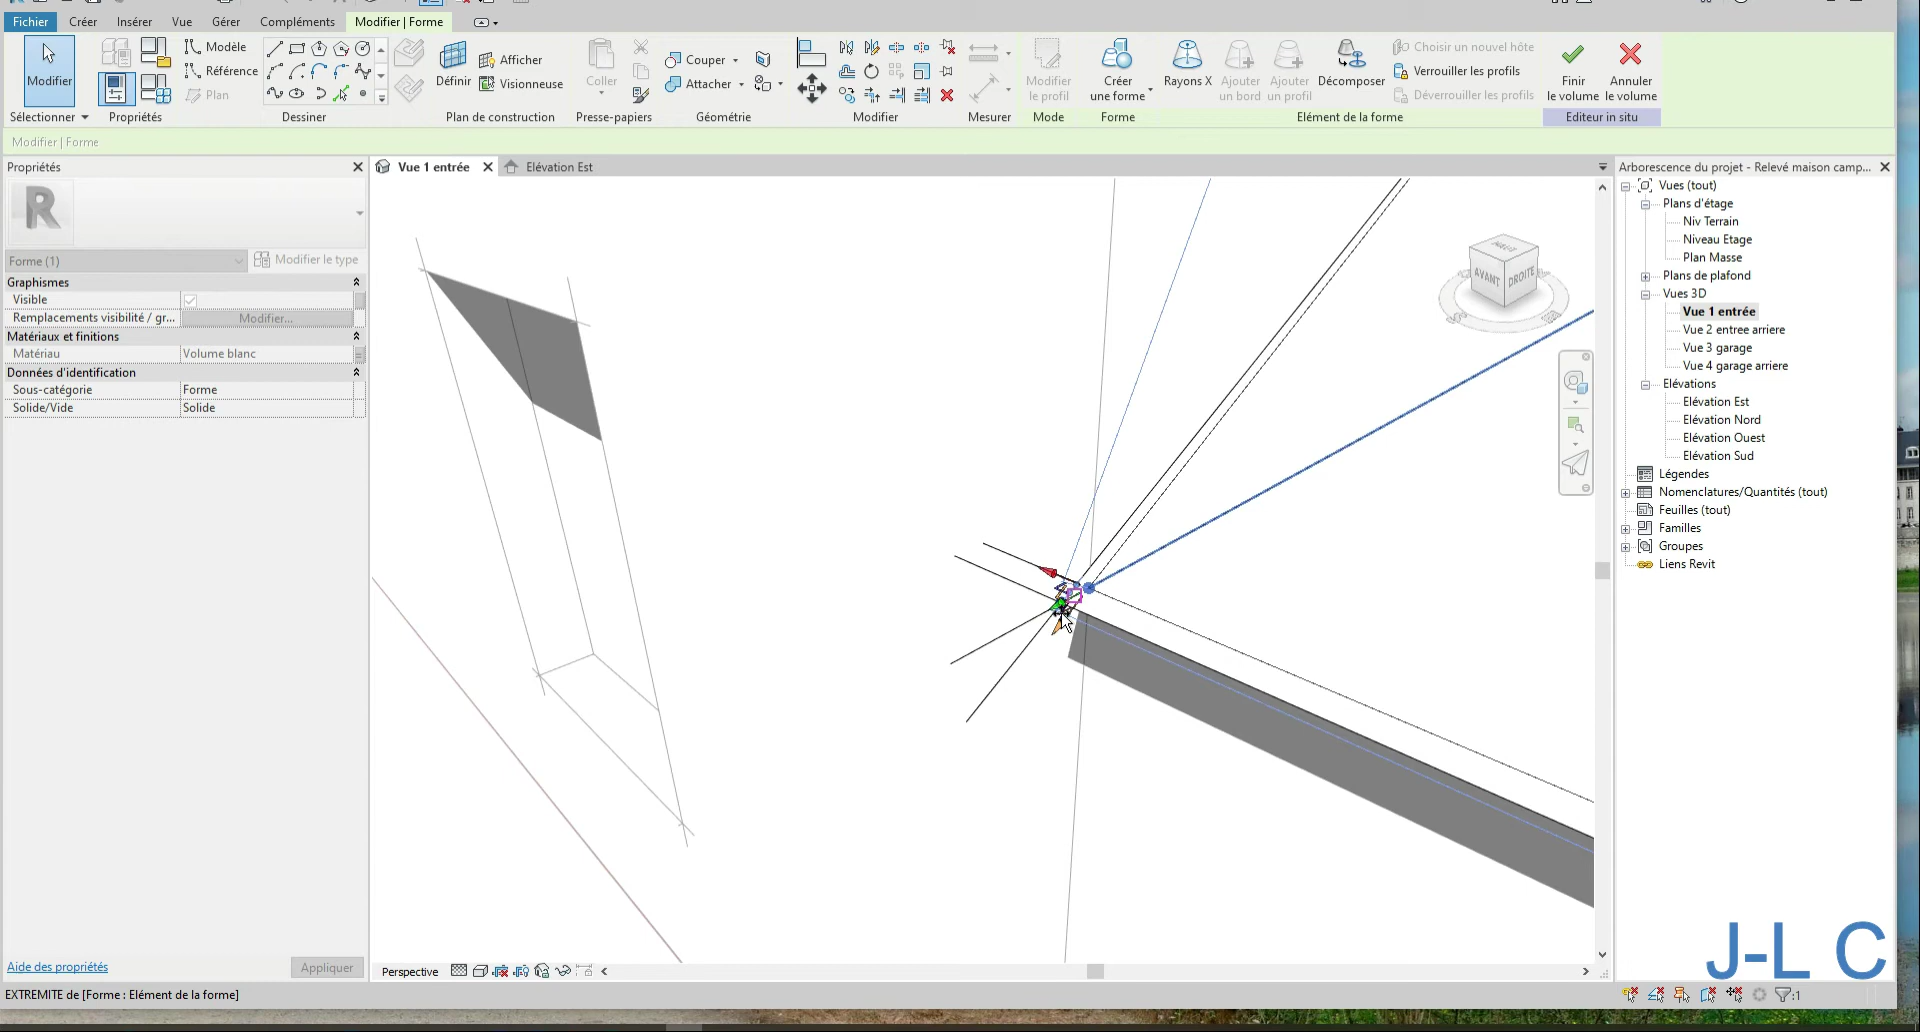 Fichier Créer Insérer Vue Gérer Compléments Modifier | Forme
Modifier
Sélectionner
Propriétés
Modèle
Référence
Plan
Dessiner
Définir
Afficher
Visionneuse
Plan de construction
Coller
Presse-papiers
Couper
Attacher
Géométrie
Modifier
Mesurer
Modifier
le profil
Mode
Créer
une forme
Forme
Rayons X
Ajouter
un bord
Ajouter
un profil
Décomposer
Choisir un nouvel hôte
Verrouiller les profils
Déverrouiller les profils
Elément de la forme
Finir
le volume
Annuler
le volume
Editeur in situ
Modifier | Forme
Propriétés
R
Forme (1)
Modifier le type
Graphismes
Visible
Remplacements visibilité / gr... Modifier...
Matériaux et finitions
Matériau Volume blanc
Données d'identification
Sous-catégorie Forme
Solide/Vide Solide
Aide des propriétés
Appliquer
Vue 1 entrée
Elévation Est
HAUT
AVANT
DROITE
Perspective
Arborescence du projet - Relevé maison camp...
Vues (tout)
Plans d'étage
Niv Terrain
Niveau Etage
Plan Masse
Plans de plafond
Vues 3D
Vue 1 entrée
Vue 2 entree arriere
Vue 3 garage
Vue 4 garage arriere
Elévations
Elévation Est
Elévation Nord
Elévation Ouest
Elévation Sud
Légendes
Nomenclatures/Quantités (tout)
Feuilles (tout)
Familles
Groupes
Liens Revit
J-L C
EXTREMITE de [Forme : Elément de la forme]
:1